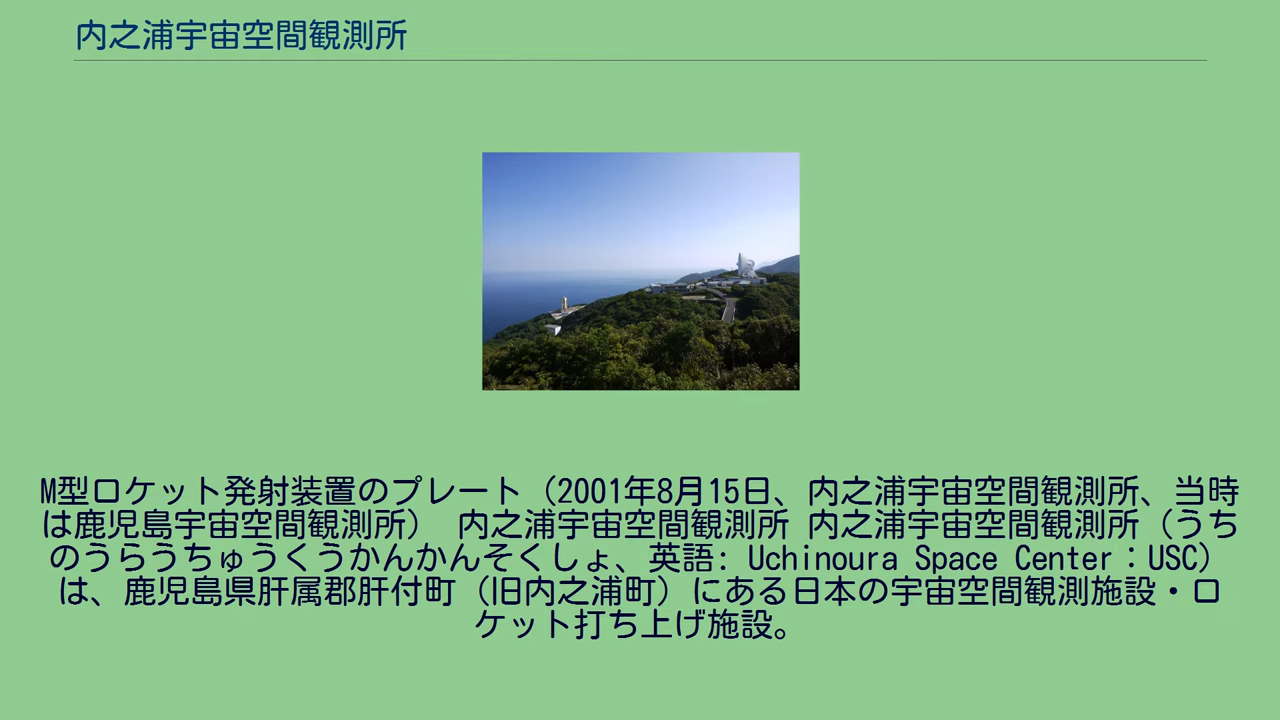 内之浦宇宙空間観測所
M型ロケット発射装置のプレート（2001年8月15日、内之浦宇宙空間観測所、当時
は鹿児島宇宙空間観測所） 内之浦宇宙空間観測所 内之浦宇宙空間観測所（うち
のうらうちゅうくうかんかんそくしょ、英語: Uchinoura Space Center：USC）
は、鹿児島県肝属郡肝付町（旧内之浦町）にある日本の宇宙空間観測施設・ロ
ケット打ち上げ施設。